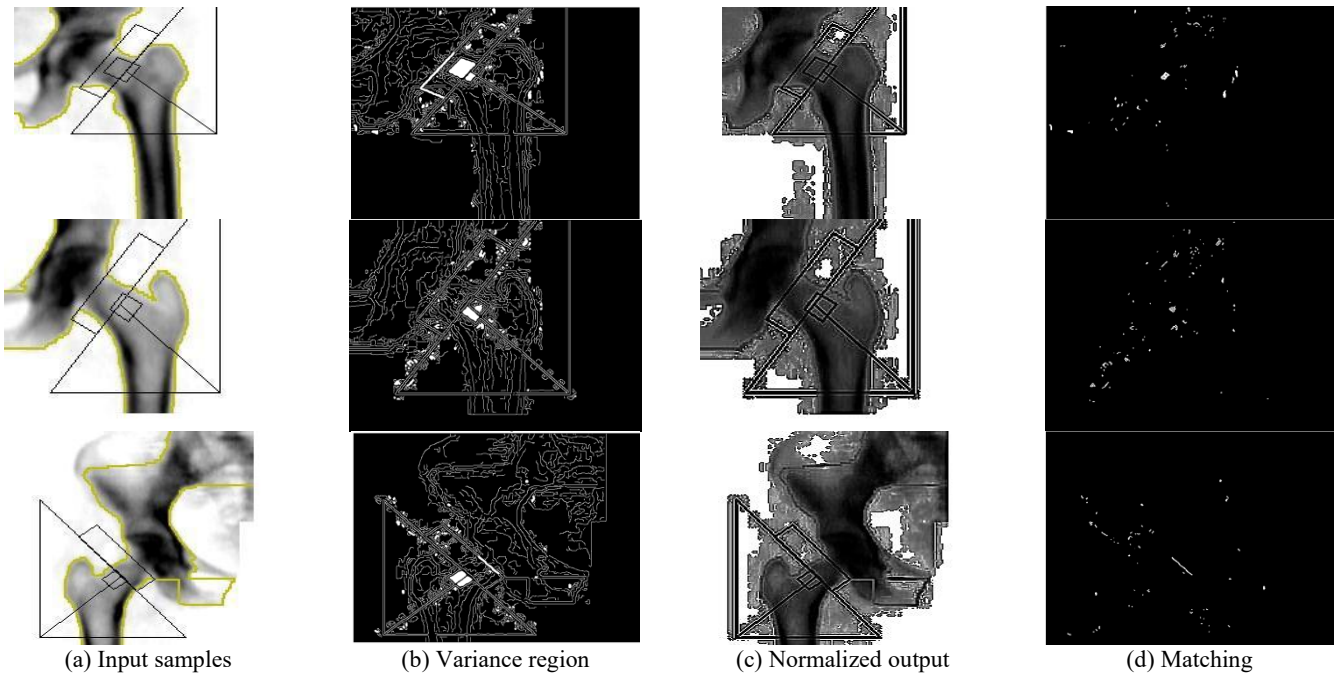 (a) Input samples
(b) Variance region
(c) Normalized output
(d) Matching